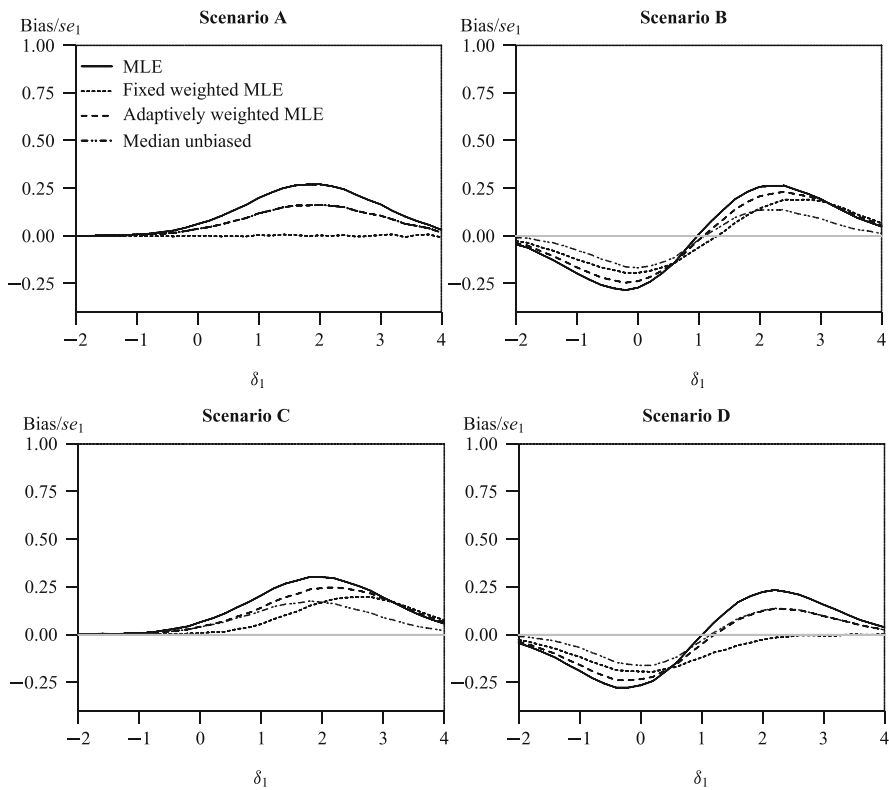 Scenario A
Bias/se₁
1.00
0.75
0.50
0.25
0.00
−0.25
MLE
Fixed weighted MLE
Adaptively weighted MLE
Median unbiased
−2 −1 0 1 2 3 4
δ₁
Scenario B
Bias/se₁
1.00
0.75
0.50
0.25
0.00
−0.25
−2 −1 0 1 2 3 4
δ₁
Scenario C
Bias/se₁
1.00
0.75
0.50
0.25
0.00
−0.25
−2 −1 0 1 2 3 4
δ₁
Scenario D
Bias/se₁
1.00
0.75
0.50
0.25
0.00
−0.25
−2 −1 0 1 2 3 4
δ₁